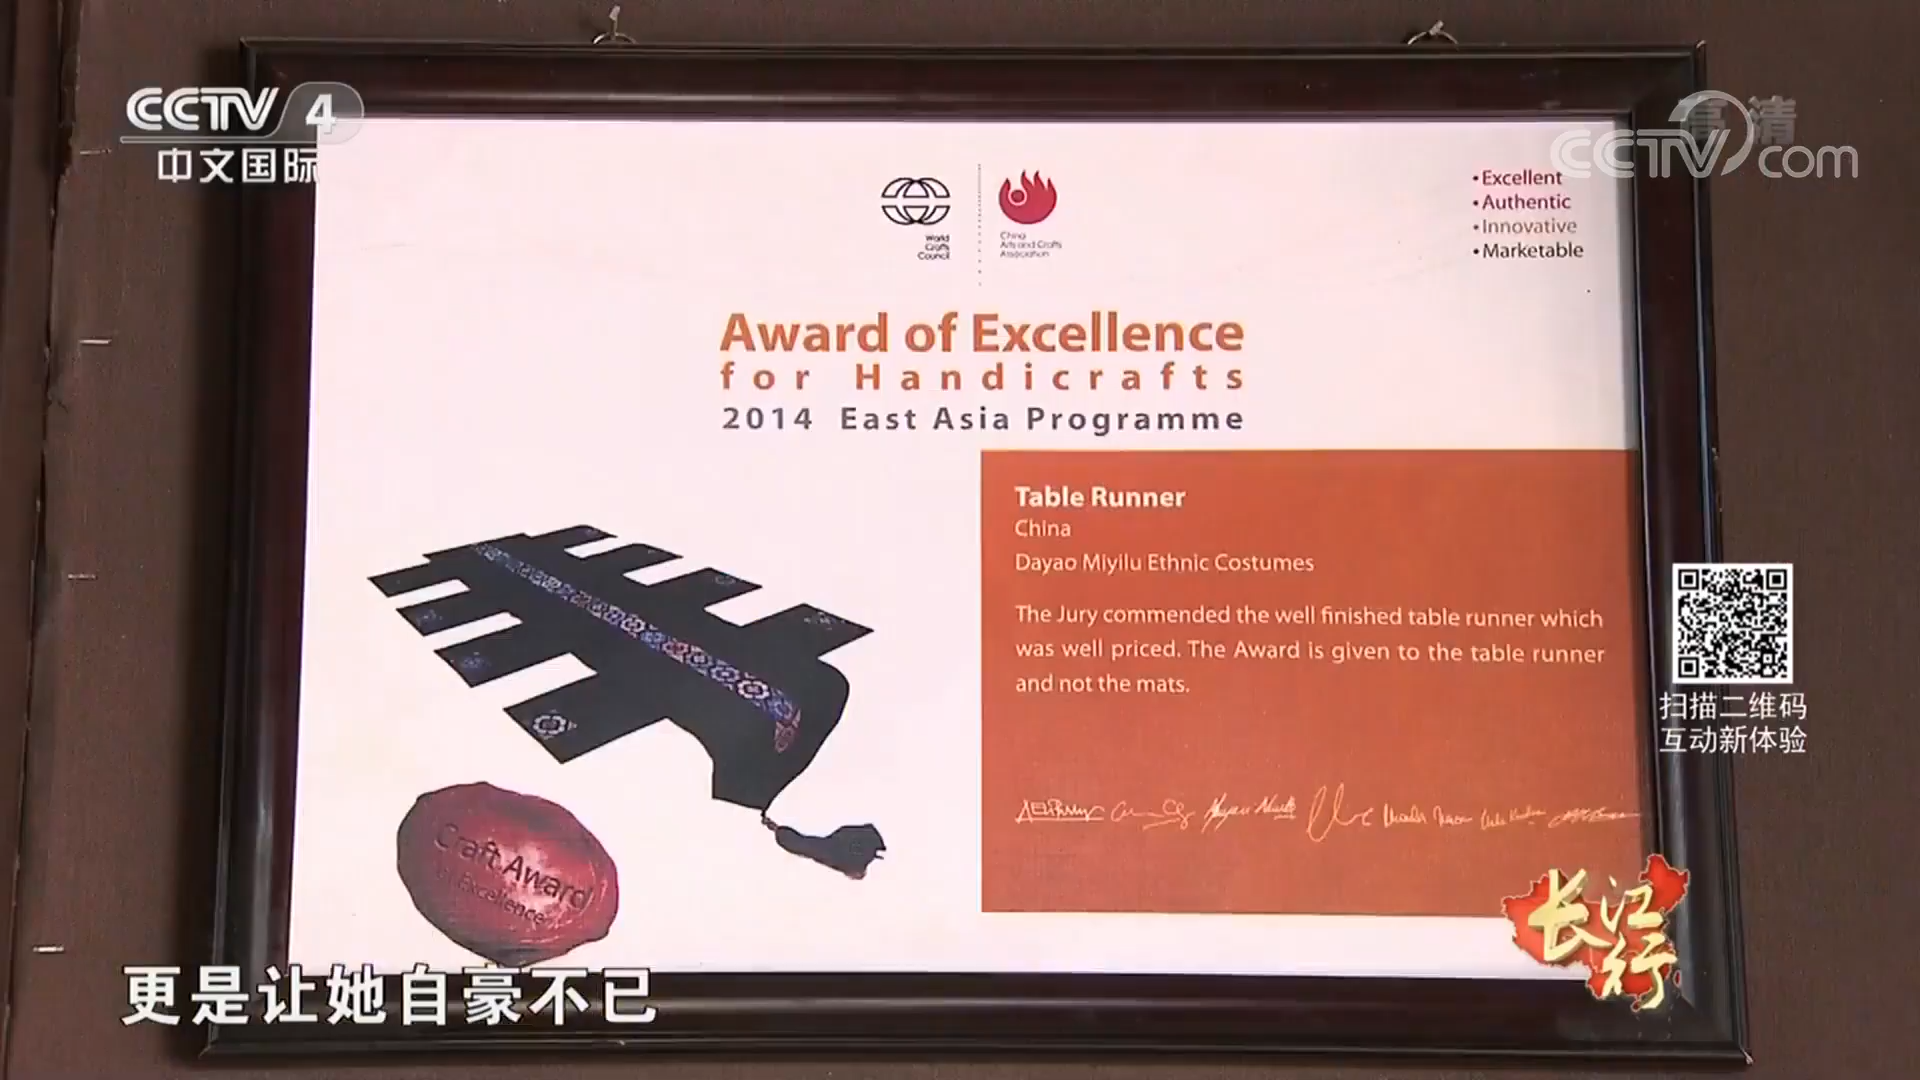 CCTV 4
中文国际
高清
CCTV.com
World
Crafts
Council
China
Arts and Crafts
Association
•Excellent
•Authentic
•Innovative
•Marketable
Award of Excellence
for Handicrafts
2014 East Asia Programme
Table Runner
China
Dayao Miyilu Ethnic Costumes
The Jury commended the well finished table runner which
was well priced. The Award is given to the table runner
and not the mats.
Craft Award
of Excellence
扫描二维码
互动新体验
长江行
更是让她自豪不已